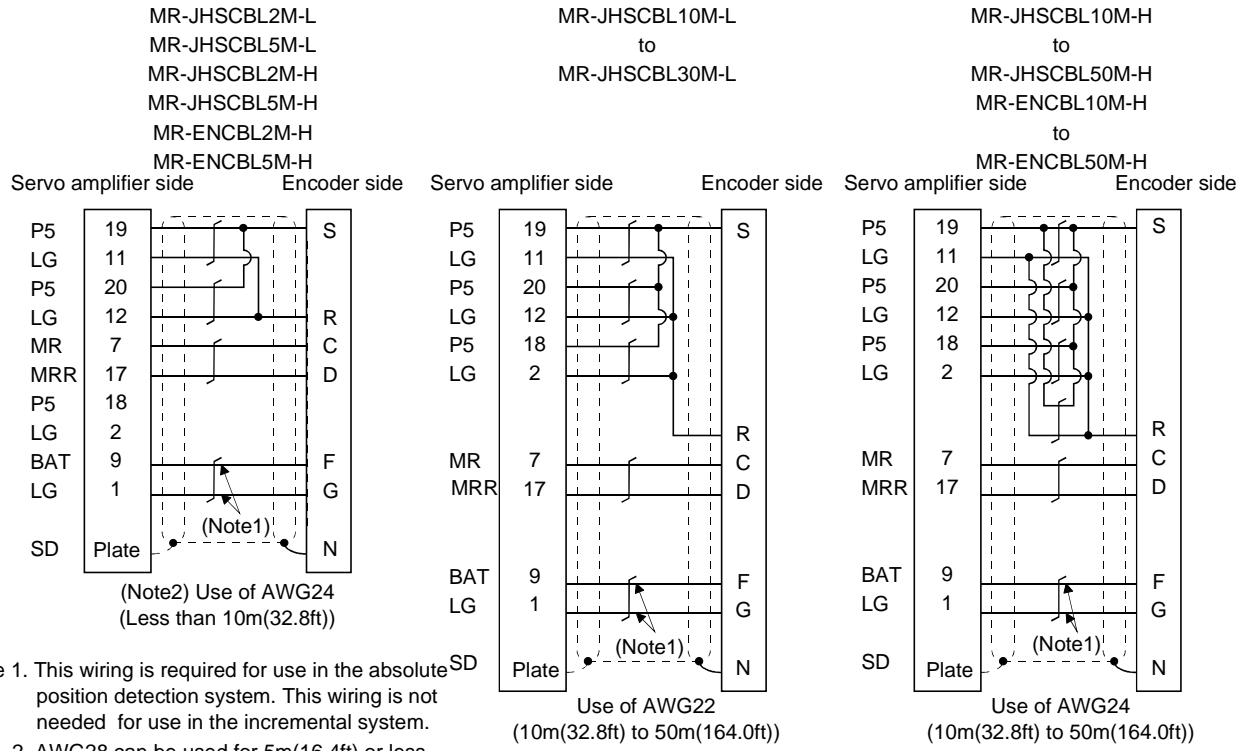 MR-JHSCBL2M-L
MR-JHSCBL5M-L
MR-JHSCBL2M-H
MR-JHSCBL5M-H
MR-ENCBL2M-H
MR-ENCBL5M-H
Servo amplifier side Encoder side
P5 19 S
LG 11
P5 20
LG 12 R
MR 7 C
MRR 17 D
P5 18
LG 2
BAT 9 F
LG 1 G
(Note1)
SD Plate N
(Note2) Use of AWG24
(Less than 10m(32.8ft))
MR-JHSCBL10M-L
to
MR-JHSCBL30M-L
Servo amplifier side Encoder side
P5 19 S
LG 11
P5 20
LG 12
P5 18
LG 2
R
MR 7 C
MRR 17 D
BAT 9 F
LG 1 G
(Note1)
SD Plate N
Use of AWG22
(10m(32.8ft) to 50m(164.0ft))
MR-JHSCBL10M-H
to
MR-JHSCBL50M-H
MR-ENCBL10M-H
to
MR-ENCBL50M-H
Servo amplifier side Encoder side
P5 19 S
LG 11
P5 20
LG 12
P5 18
LG 2
R
MR 7 C
MRR 17 D
BAT 9 F
LG 1 G
(Note1)
SD Plate N
Use of AWG24
(10m(32.8ft) to 50m(164.0ft))
e 1. This wiring is required for use in the absolute
position detection system. This wiring is not
needed for use in the incremental system.
2. AWG28 can be used for 5m(16.4ft) or less